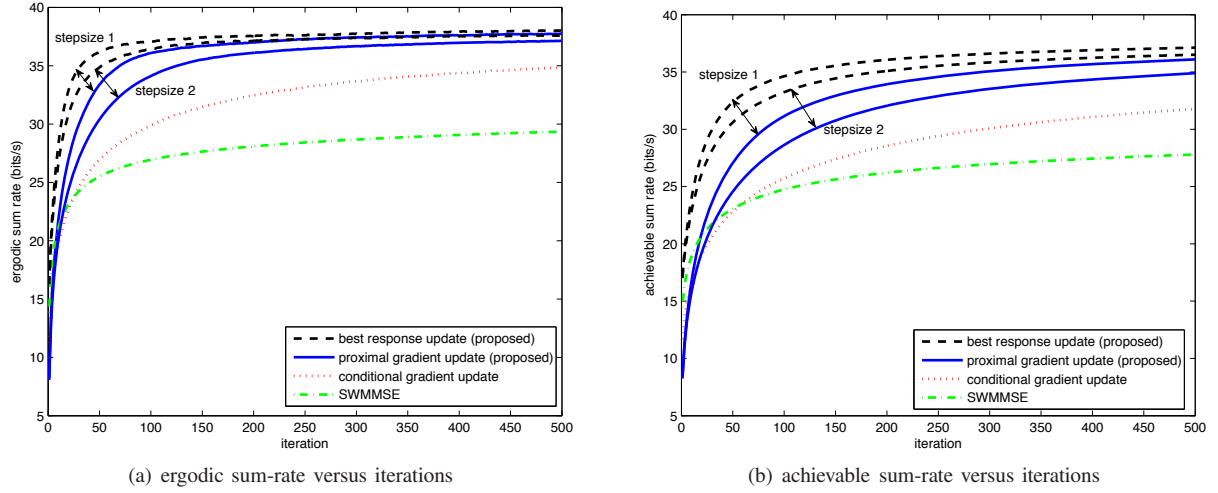 40
35
30
25
20
15
10
5
0
50
100
150
200
250
300
350
400
450
500
ergodic sum rate (bits/s)
iteration
stepsize 1
stepsize 2
best response update (proposed)
proximal gradient update (proposed)
conditional gradient update
SWMMSE
(a) ergodic sum-rate versus iterations
40
35
30
25
20
15
10
5
0
50
100
150
200
250
300
350
400
450
500
achievable sum rate (bits/s)
iteration
stepsize 1
stepsize 2
best response update (proposed)
proximal gradient update (proposed)
conditional gradient update
SWMMSE
(b) achievable sum-rate versus iterations